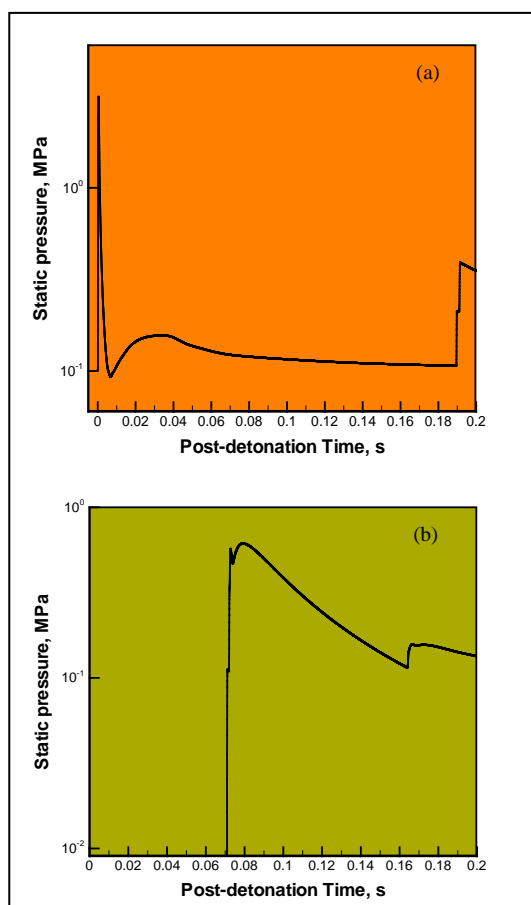 (a)
Static pressure, MPa
10⁰
10⁻¹
0 0.02 0.04 0.06 0.08 0.1 0.12 0.14 0.16 0.18 0.2
Post-detonation Time, s
(b)
Static pressure, MPa
10⁰
10⁻¹
10⁻²
0 0.02 0.04 0.06 0.08 0.1 0.12 0.14 0.16 0.18 0.2
Post-detonation Time, s